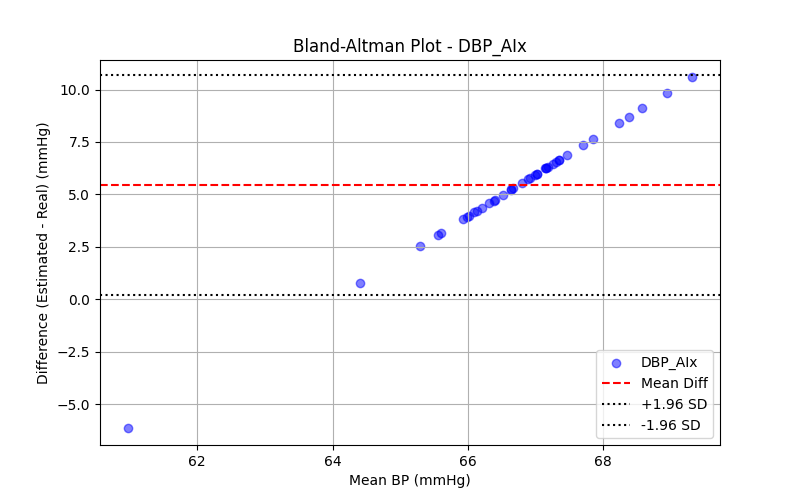 Bland-Altman Plot - DBP_AIx
Difference (Estimated - Real) (mmHg)
10.0
7.5
5.0
2.5
0.0
−2.5
−5.0
DBP_AIx
Mean Diff
+1.96 SD
-1.96 SD
62
64
66
68
Mean BP (mmHg)